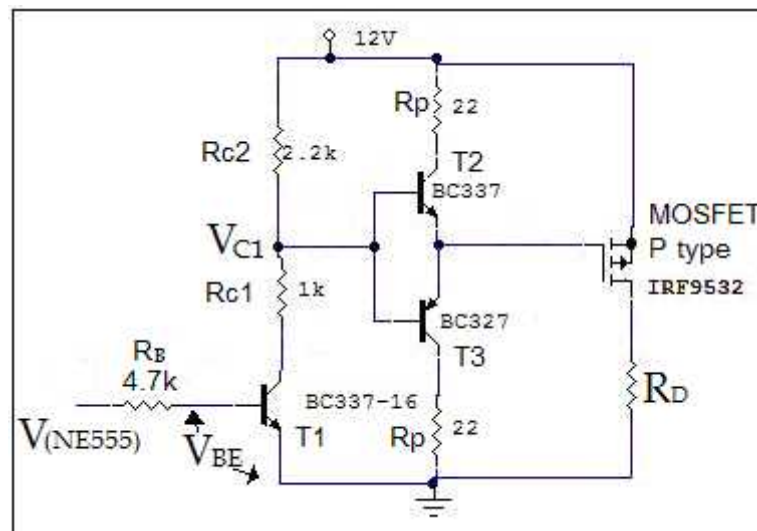 12V
Rp 22
Rc2 2.2k
T2
BC337
MOSFET
VC1
P type
Rc1 1k
IRF9532
BC327
T3
RB
4.7k
BC337-16
RD
V(NE555)
VBE
T1
Rp 22